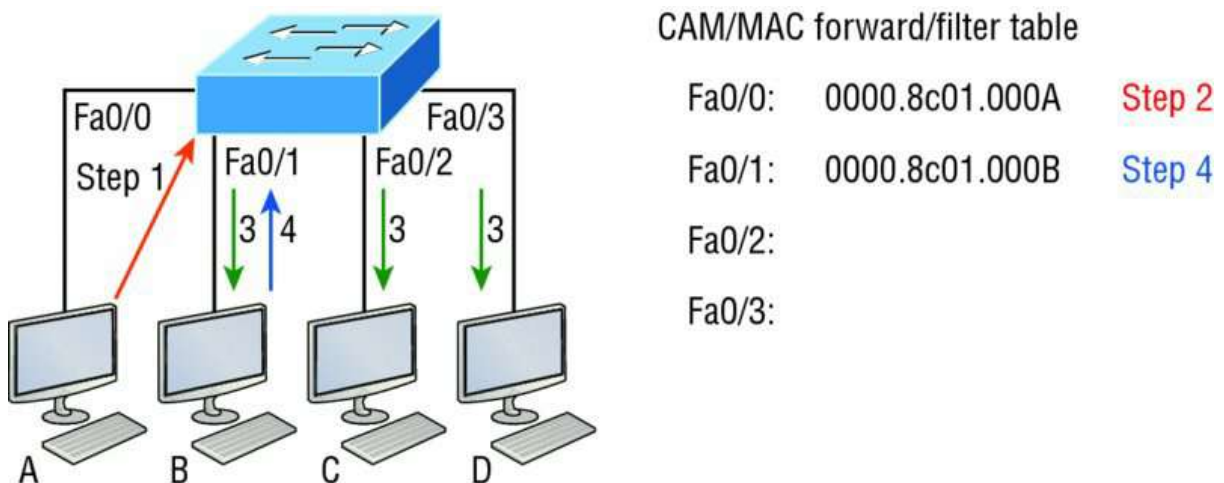 CAM/MAC forward/filter table
Fa0/0: 0000.8c01.000A Step 2
Fa0/1: 0000.8c01.000B Step 4
Fa0/2:
Fa0/3:
Fa0/0
Fa0/3
Step 1
Fa0/1
Fa0/2
3
4
3
3
A
B
C
D